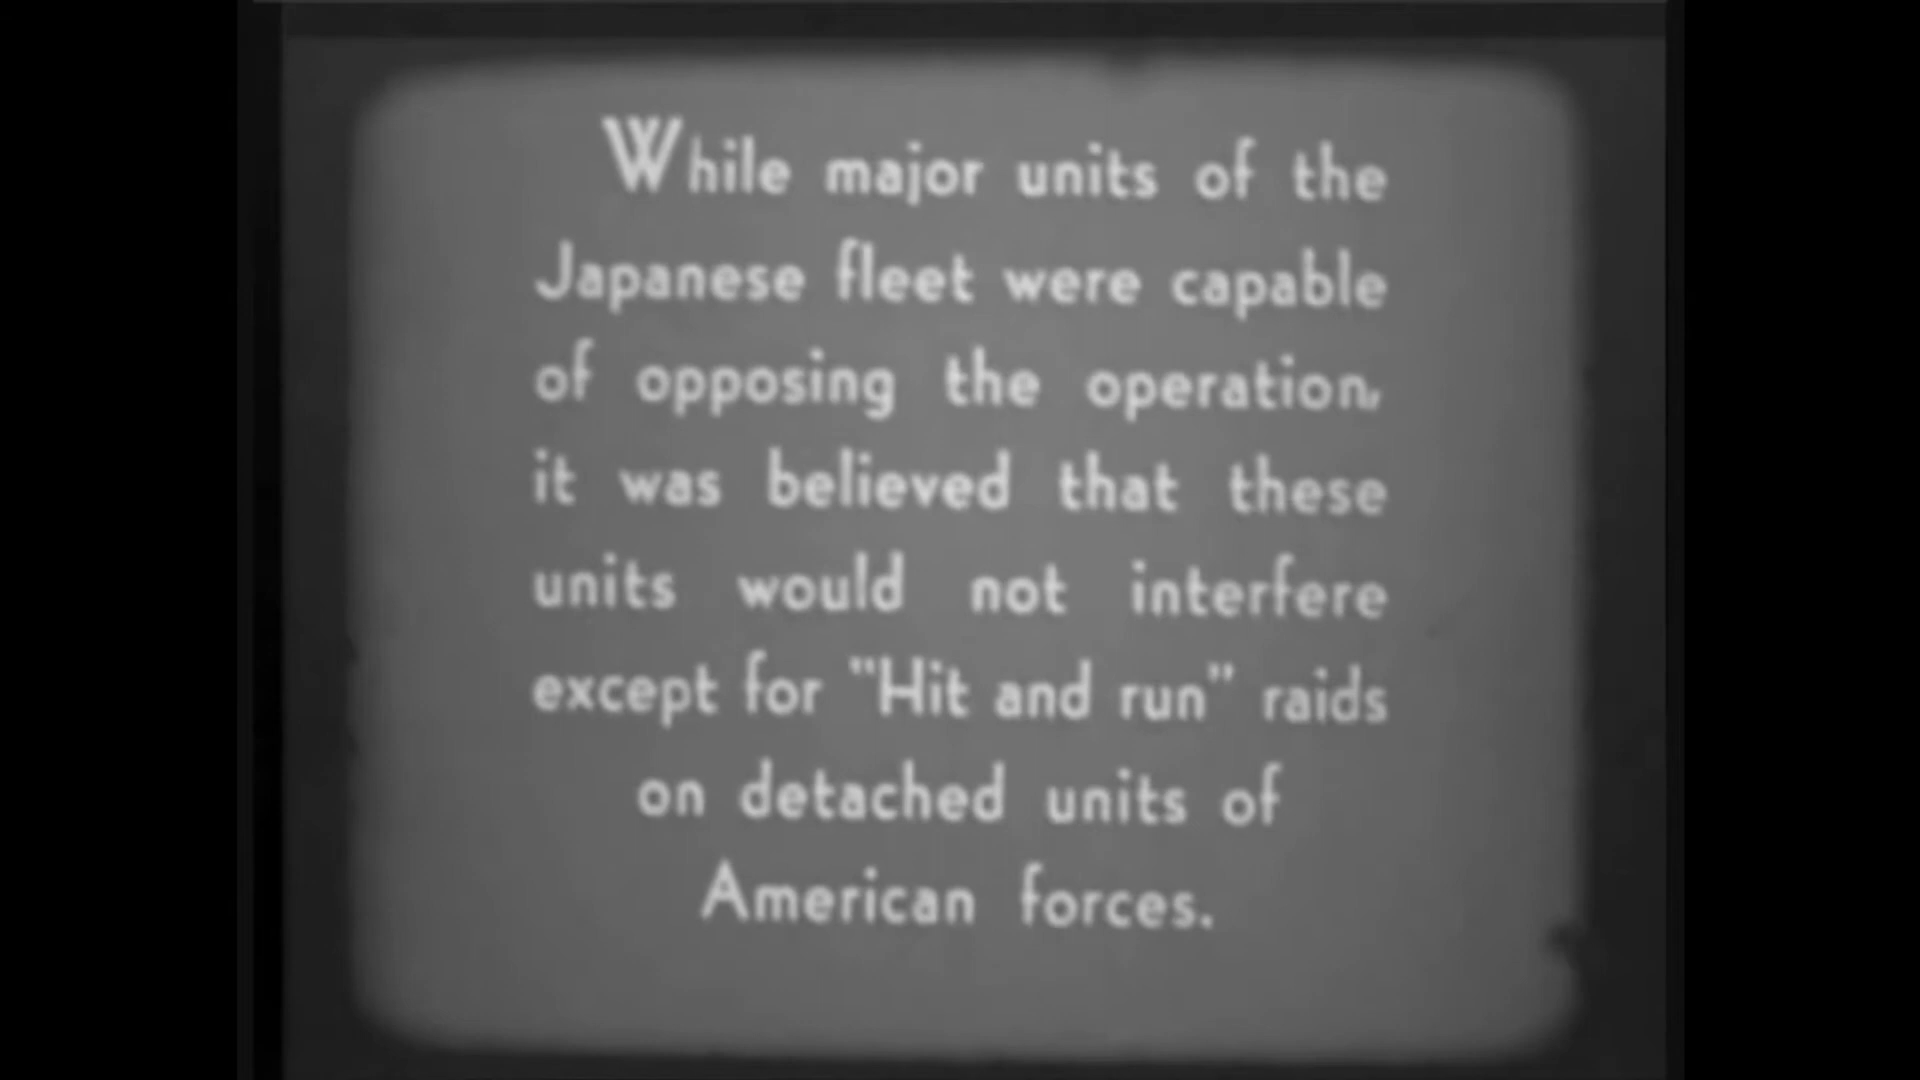 While major units of the
Japanese fleet were capable
of opposing the operation,
it was believed that these
units would not interfere
except for "Hit and run" raids
on detached units of
American forces.